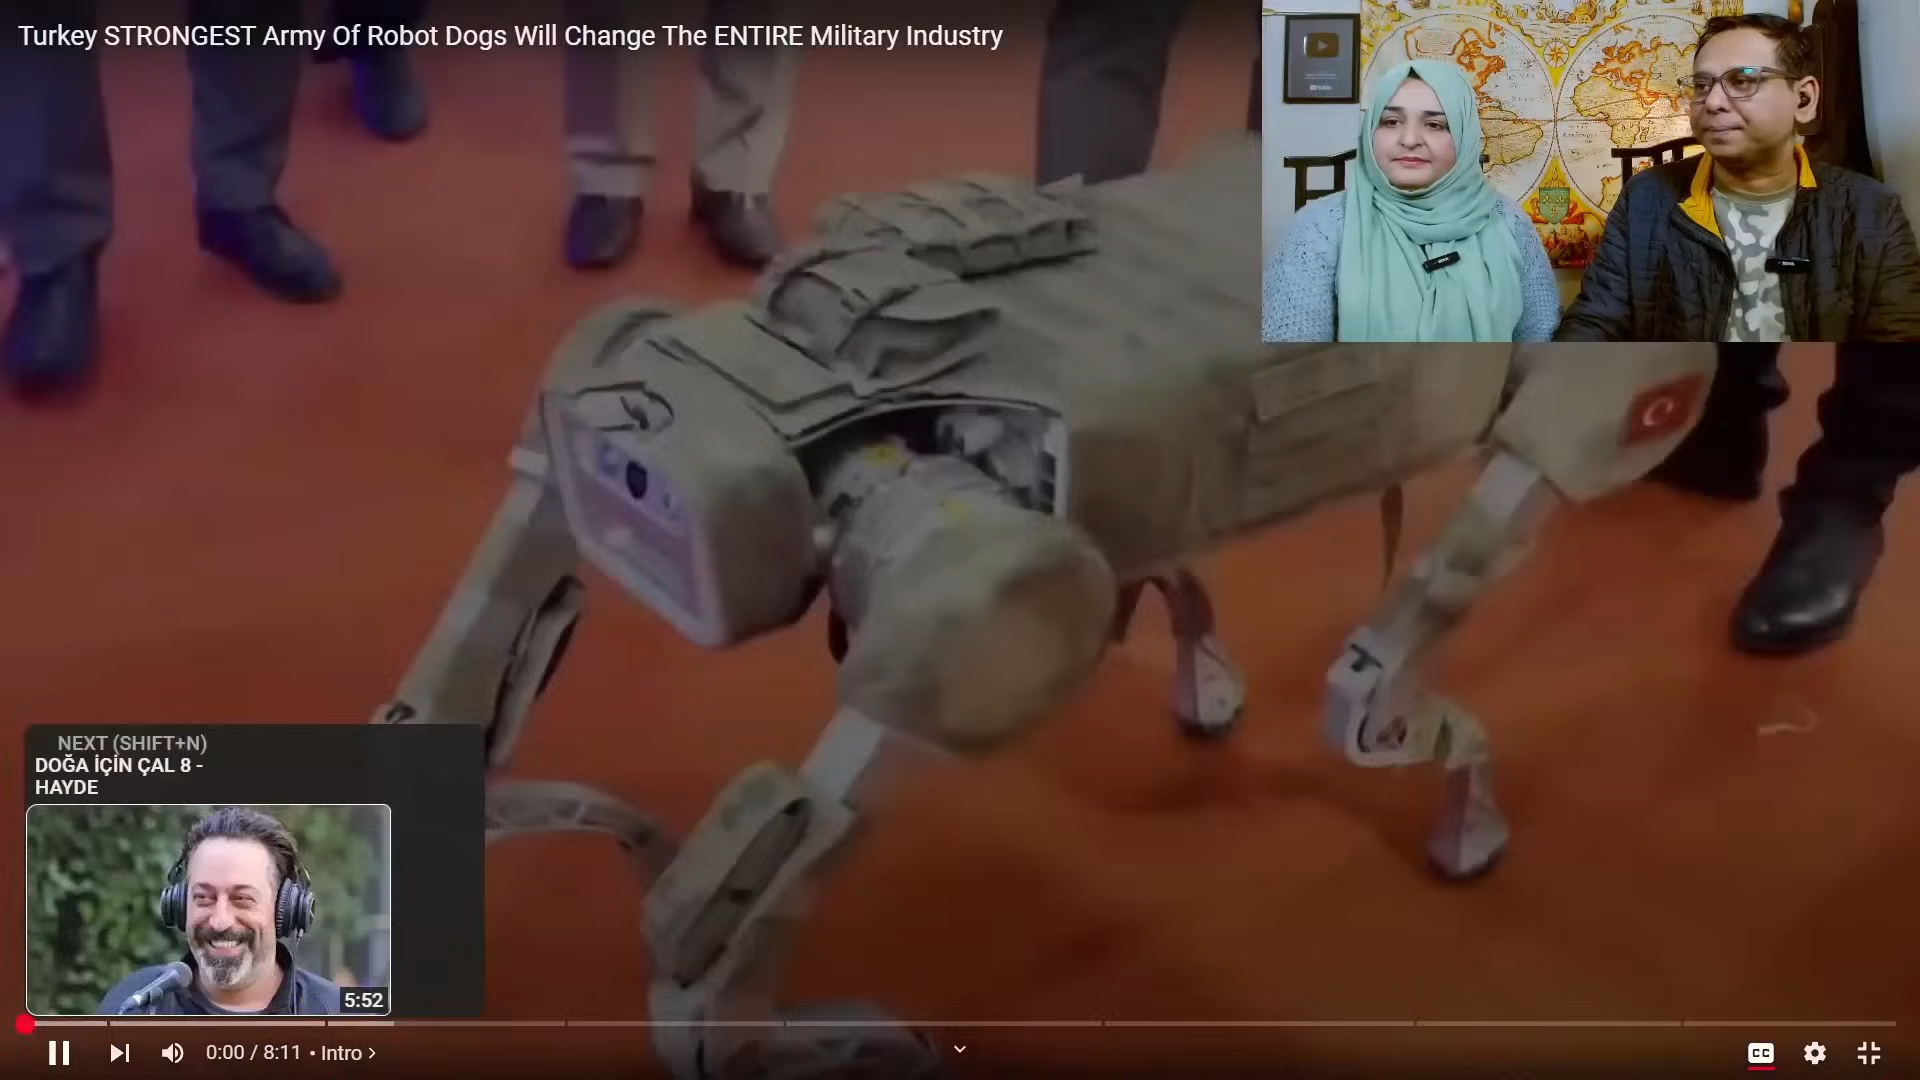 Turkey STRONGEST Army Of Robot Dogs Will Change The ENTIRE Military Industry
NEXT (SHIFT+N)
DOĞA İÇİN ÇAL 8 -
HAYDE
5:52
0:00 / 8:11 • Intro ›
CC